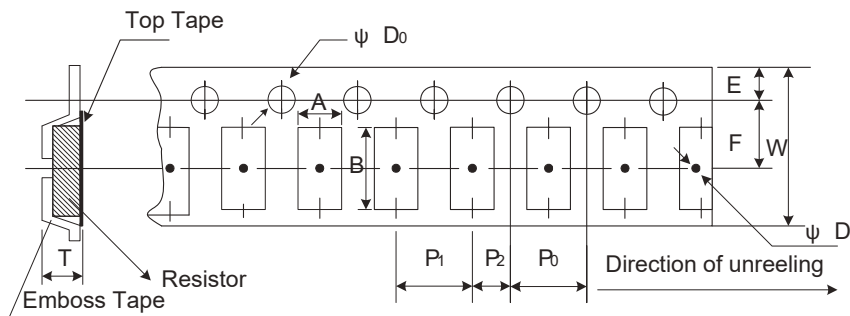 Top Tape
ψ D0
E
A
B
F
W
ψ D
T
Resistor
P1
P2
P0
Direction of unreeling
Emboss Tape